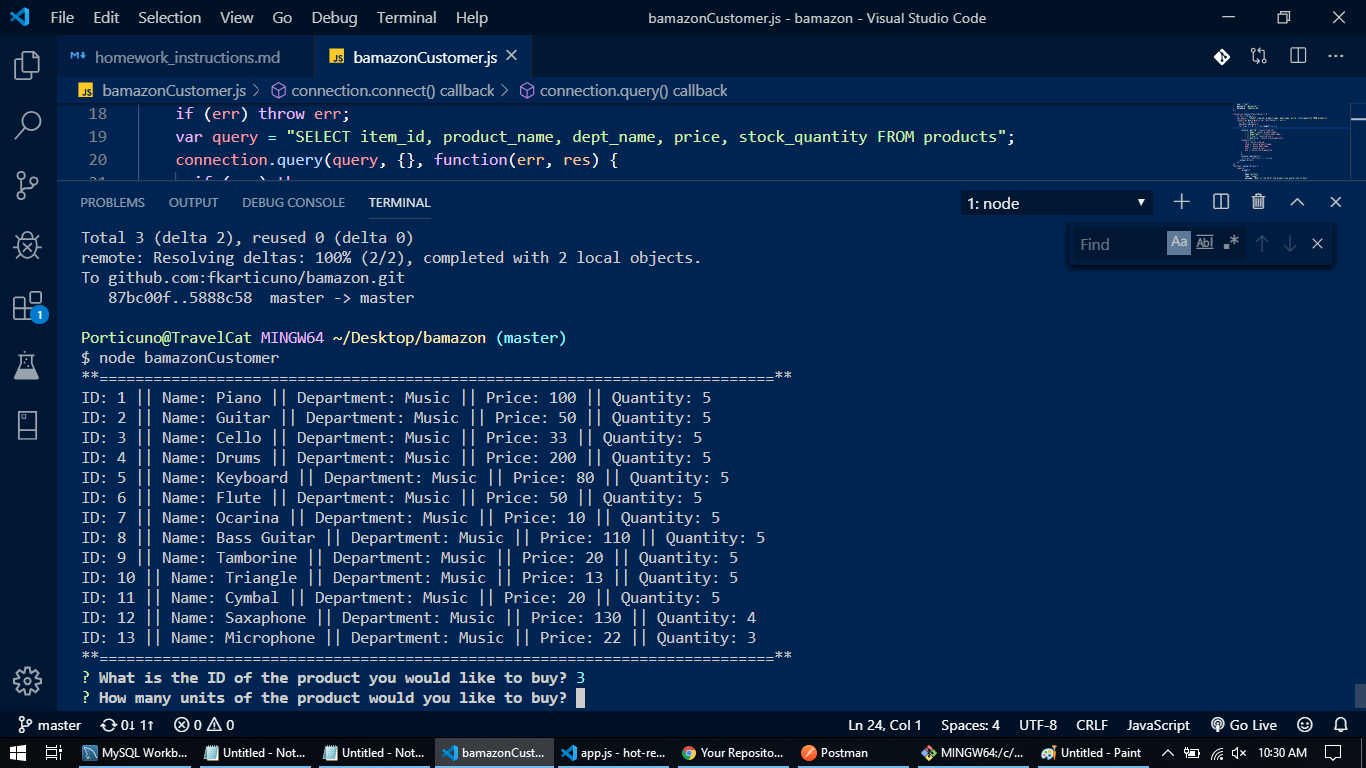 File Edit Selection View Go Debug Terminal Help bamazonCustomer.js - bamazon - Visual Studio Code
homework_instructions.md JS bamazonCustomer.js
JS bamazonCustomer.js > connection.connect() callback > connection.query() callback
18 if (err) throw err;
19 var query = "SELECT item_id, product_name, dept_name, price, stock_quantity FROM products";
20 connection.query(query, {}, function(err, res) {
PROBLEMS OUTPUT DEBUG CONSOLE TERMINAL 1: node
Find Aa Abl .*
Total 3 (delta 2), reused 0 (delta 0)
remote: Resolving deltas: 100% (2/2), completed with 2 local objects.
To github.com:fkarticuno/bamazon.git
87bc00f..5888c58 master -> master
1
Porticuno@TravelCat MINGW64 ~/Desktop/bamazon (master)
$ node bamazonCustomer
**===========================================================================**
ID: 1 || Name: Piano || Department: Music || Price: 100 || Quantity: 5
ID: 2 || Name: Guitar || Department: Music || Price: 50 || Quantity: 5
ID: 3 || Name: Cello || Department: Music || Price: 33 || Quantity: 5
ID: 4 || Name: Drums || Department: Music || Price: 200 || Quantity: 5
ID: 5 || Name: Keyboard || Department: Music || Price: 80 || Quantity: 5
ID: 6 || Name: Flute || Department: Music || Price: 50 || Quantity: 5
ID: 7 || Name: Ocarina || Department: Music || Price: 10 || Quantity: 5
ID: 8 || Name: Bass Guitar || Department: Music || Price: 110 || Quantity: 5
ID: 9 || Name: Tamborine || Department: Music || Price: 20 || Quantity: 5
ID: 10 || Name: Triangle || Department: Music || Price: 13 || Quantity: 5
ID: 11 || Name: Cymbal || Department: Music || Price: 20 || Quantity: 5
ID: 12 || Name: Saxaphone || Department: Music || Price: 130 || Quantity: 4
ID: 13 || Name: Microphone || Department: Music || Price: 22 || Quantity: 3
**===========================================================================**
? What is the ID of the product you would like to buy? 3
? How many units of the product would you like to buy?
master 0↓ 1↑ 0 0 Ln 24, Col 1 Spaces: 4 UTF-8 CRLF JavaScript Go Live
MySQL Workb... Untitled - Not... Untitled - Not... bamazonCust... app.js - hot-re... Your Reposito... Postman MINGW64:/c/... Untitled - Paint 10:30 AM